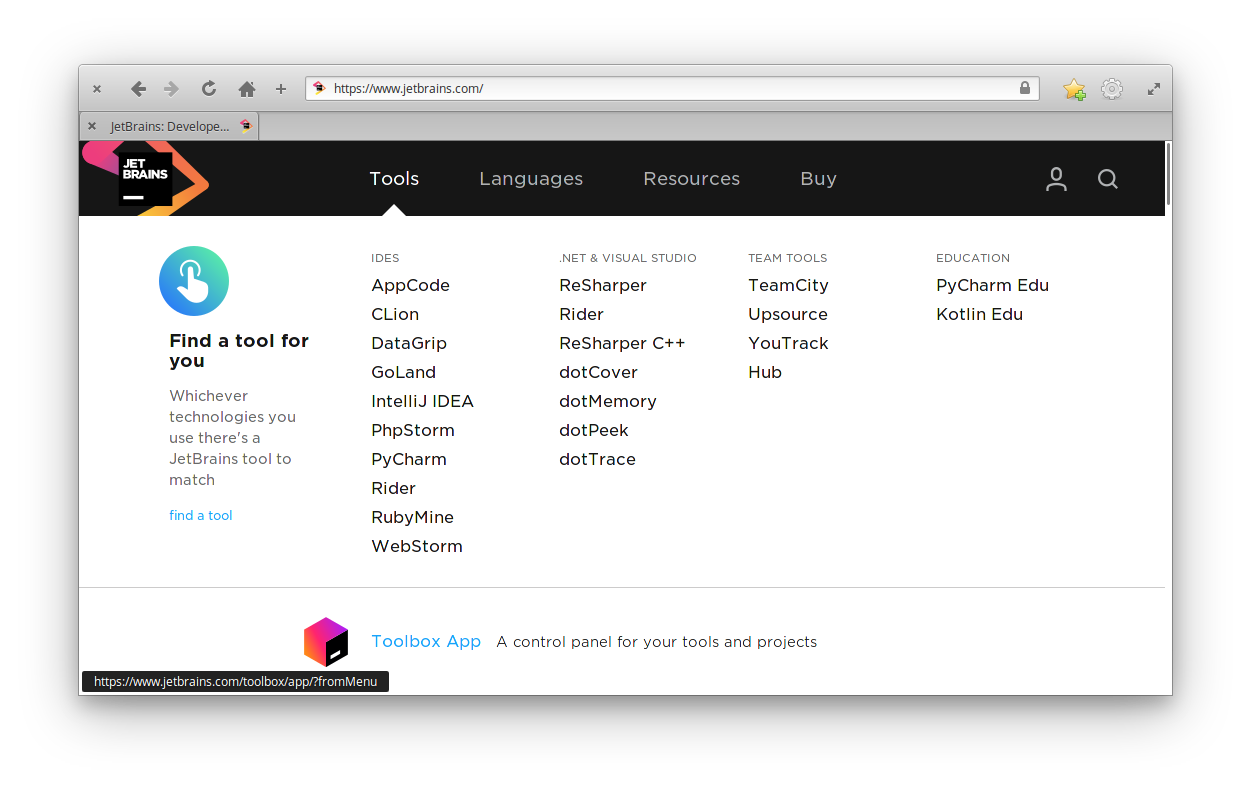 https://www.jetbrains.com/
JetBrains: Develope...
JET
BRAINS
Tools
Languages
Resources
Buy
Find a tool for
you
Whichever
technologies you
use there's a
JetBrains tool to
match
find a tool
IDES
AppCode
CLion
DataGrip
GoLand
IntelliJ IDEA
PhpStorm
PyCharm
Rider
RubyMine
WebStorm
.NET & VISUAL STUDIO
ReSharper
Rider
ReSharper C++
dotCover
dotMemory
dotPeek
dotTrace
TEAM TOOLS
TeamCity
Upsource
YouTrack
Hub
EDUCATION
PyCharm Edu
Kotlin Edu
Toolbox App A control panel for your tools and projects
https://www.jetbrains.com/toolbox/app/?fromMenu